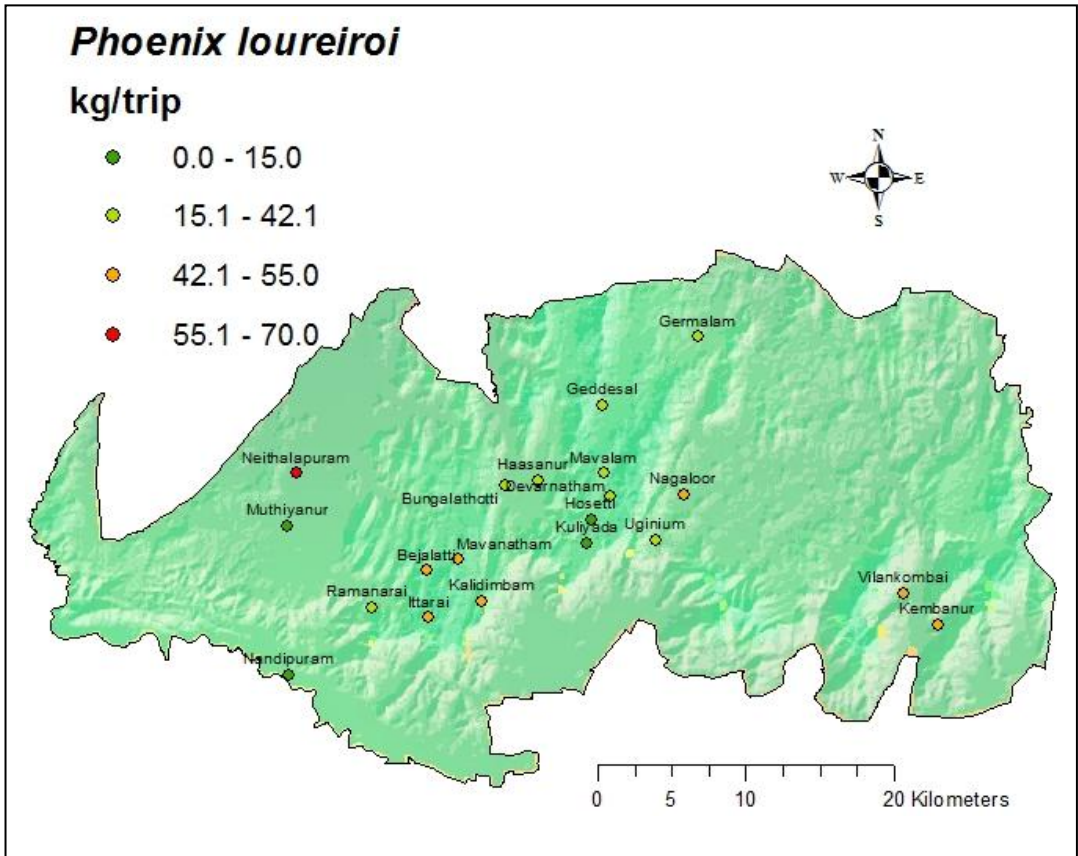 Phoenix loureiroi
kg/trip
0.0 - 15.0
15.1 - 42.1
42.1 - 55.0
55.1 - 70.0
N
W E
S
Germalam
Geddesal
Neithalapuram
Haasanur
Mavalam
Bungalathotti
Devarnatham
Nagaloor
Muthiyanur
Hosetti
Kuliyada
Uginium
Bejalatti
Mavanatham
Ramanarai
Ittarai
Kalidimbam
Vilankombai
Kembanur
Nandipuram
0 5 10 20 Kilometers